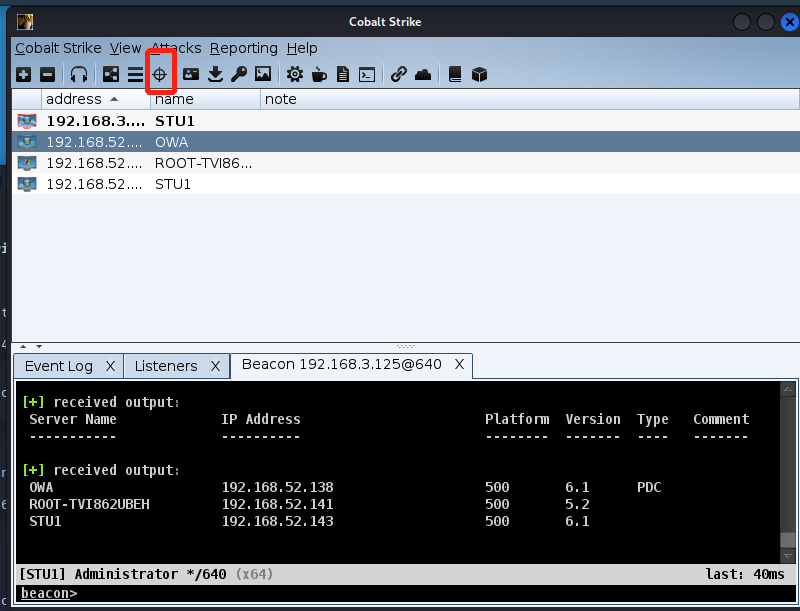 Cobalt Strike
Cobalt Strike View Attacks Reporting Help
address name note
192.168.3.... STU1
192.168.52.... OWA
192.168.52.... ROOT-TVI86...
192.168.52.... STU1
Event Log X Listeners X Beacon 192.168.3.125@640 X
[+] received output:
Server Name IP Address Platform Version Type Comment
----------- ---------- -------- ------- ---- -------
[+] received output:
OWA 192.168.52.138 500 6.1 PDC
ROOT-TVI862UBEH 192.168.52.141 500 5.2
STU1 192.168.52.143 500 6.1
[STU1] Administrator */640 (x64) last: 40ms
beacon>